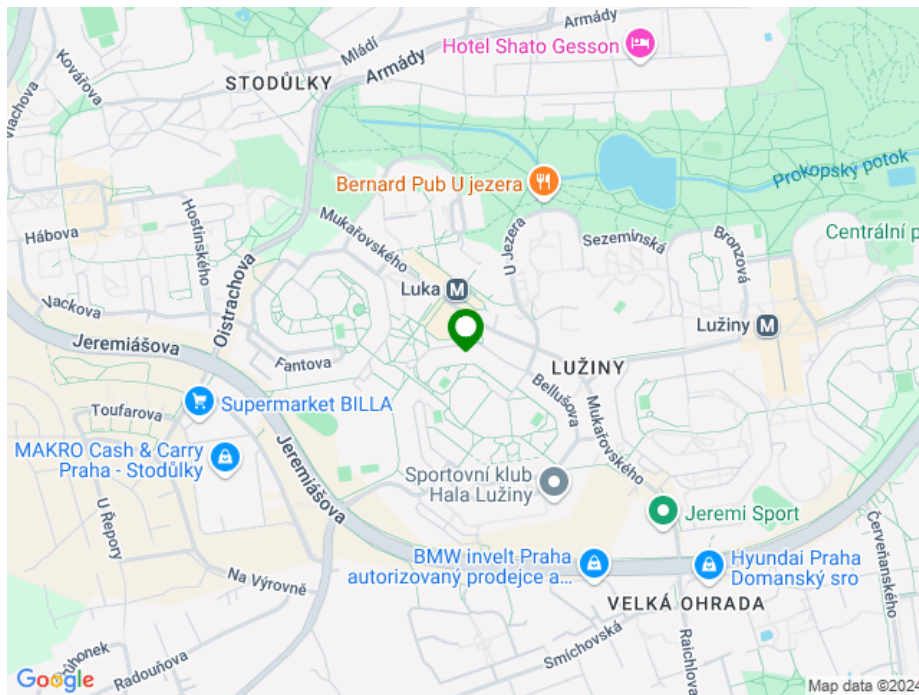 Armády
Hotel Shato Gesson
Mládí
Armády
Kovářova
STODŮLKY
Vlachova
Prokopský potok
Bernard Pub U jezera
Hostinského
Mukařovského
U Jezera
Sezemínská
Bronzová
Centrální p
Hábova
Oistrachova
Luka M
Vackova
Lužiny M
Jeremiášova
Fantova
LUŽINY
Bellušova
Supermarket BILLA
Toufarova
Mukařovského
MAKRO Cash & Carry
Praha - Stodůlky
Jeremiášova
Sportovní klub
Hala Lužiny
U Řepory
Jeremi Sport
Červeňanského
BMW invelt Praha
autorizovaný prodejce a...
Hyundai Praha
Domanský sro
Na Výrovně
VELKÁ OHRADA
Raichlova
Smíchovská
Radouňova
Google
Map data ©2024